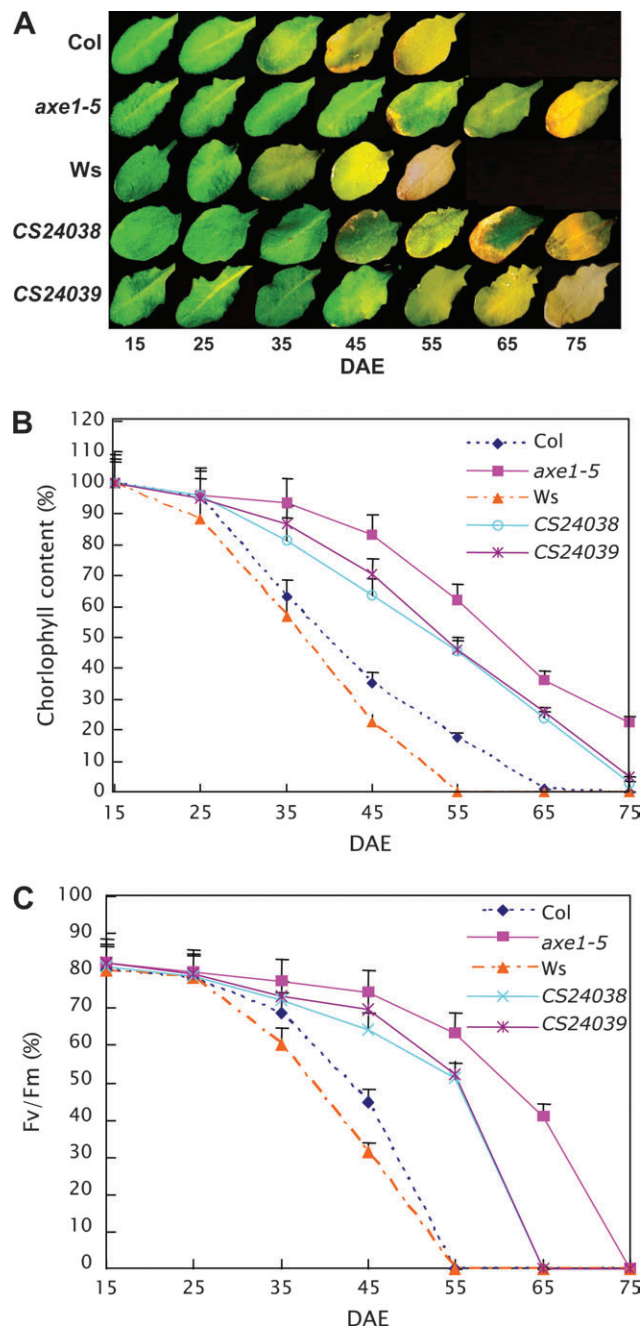 A
Col
axe1-5
Ws
CS24038
CS24039
15 25 35 45 55 65 75
DAE
B
120
110
100
90
80
70
60
50
40
30
20
10
0
Chorlophyll content (%)
Col
axe1-5
Ws
CS24038
CS24039
15 25 35 45 55 65 75
DAE
C
100
90
80
70
60
50
40
30
20
10
0
Fv/Fm (%)
Col
axe1-5
Ws
CS24038
CS24039
15 25 35 45 55 65 75
DAE